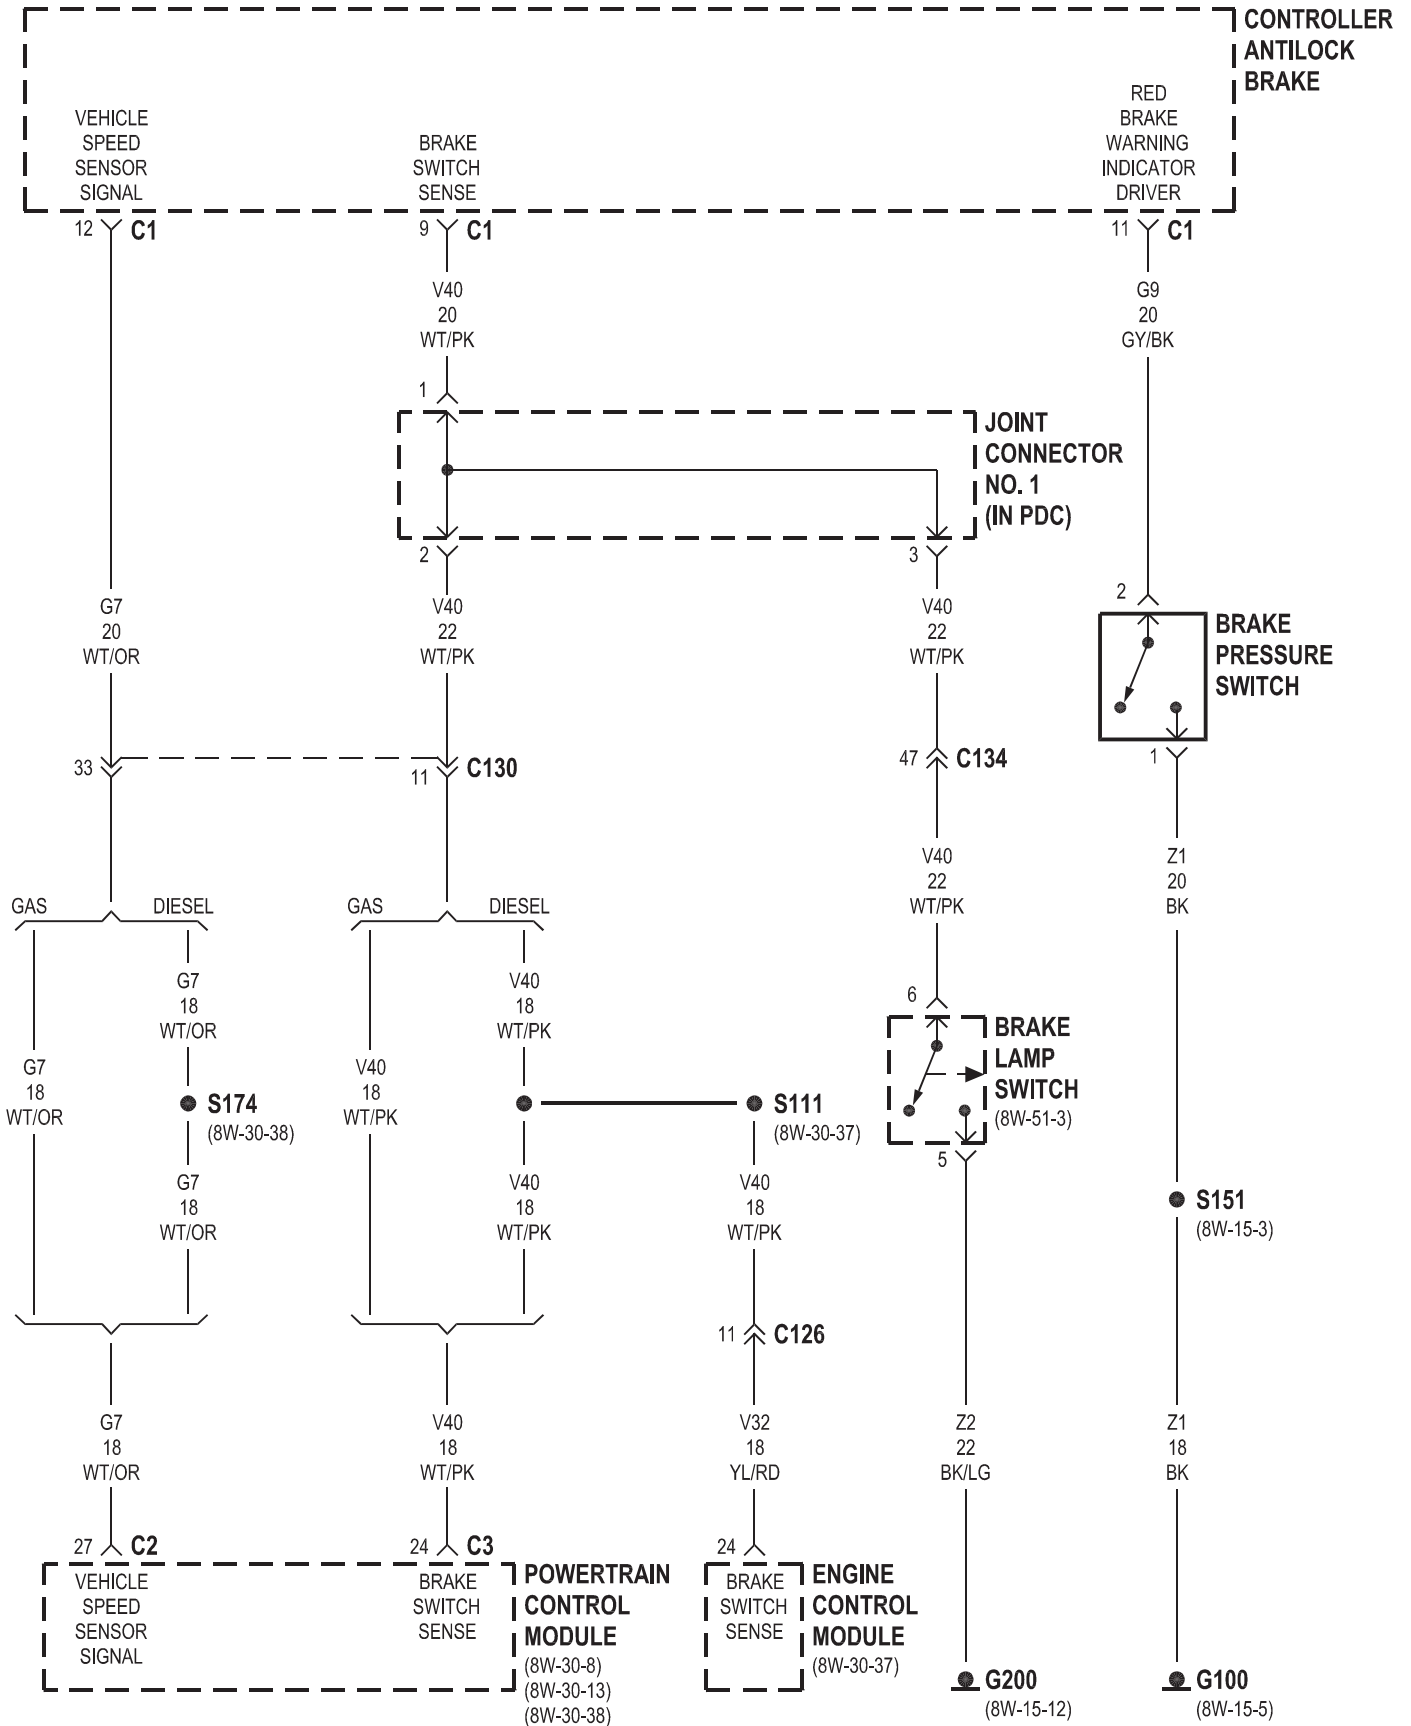 CONTROLLER
ANTILOCK
BRAKE
VEHICLE
SPEED
SENSOR
SIGNAL
BRAKE
SWITCH
SENSE
RED
BRAKE
WARNING
INDICATOR
DRIVER
12 C1
9 C1
11 C1
V40
20
WT/PK
G9
20
GY/BK
1
JOINT
CONNECTOR
NO. 1
(IN PDC)
2
3
G7
20
WT/OR
V40
22
WT/PK
V40
22
WT/PK
2
BRAKE
PRESSURE
SWITCH
1
33
11 C130
47 C134
V40
22
WT/PK
Z1
20
BK
GAS DIESEL
GAS DIESEL
G7
18
WT/OR
V40
18
WT/PK
G7
18
WT/OR
V40
18
WT/PK
6
BRAKE
LAMP
SWITCH
(8W-51-3)
5
S174
(8W-30-38)
S111
(8W-30-37)
G7
18
WT/OR
V40
18
WT/PK
V40
18
WT/PK
S151
(8W-15-3)
11 C126
G7
18
WT/OR
V40
18
WT/PK
V32
18
YL/RD
Z2
22
BK/LG
Z1
18
BK
27 C2
24 C3
24
VEHICLE
SPEED
SENSOR
SIGNAL
BRAKE
SWITCH
SENSE
POWERTRAIN
CONTROL
MODULE
(8W-30-8)
(8W-30-13)
(8W-30-38)
BRAKE
SWITCH
SENSE
ENGINE
CONTROL
MODULE
(8W-30-37)
G200
(8W-15-12)
G100
(8W-15-5)